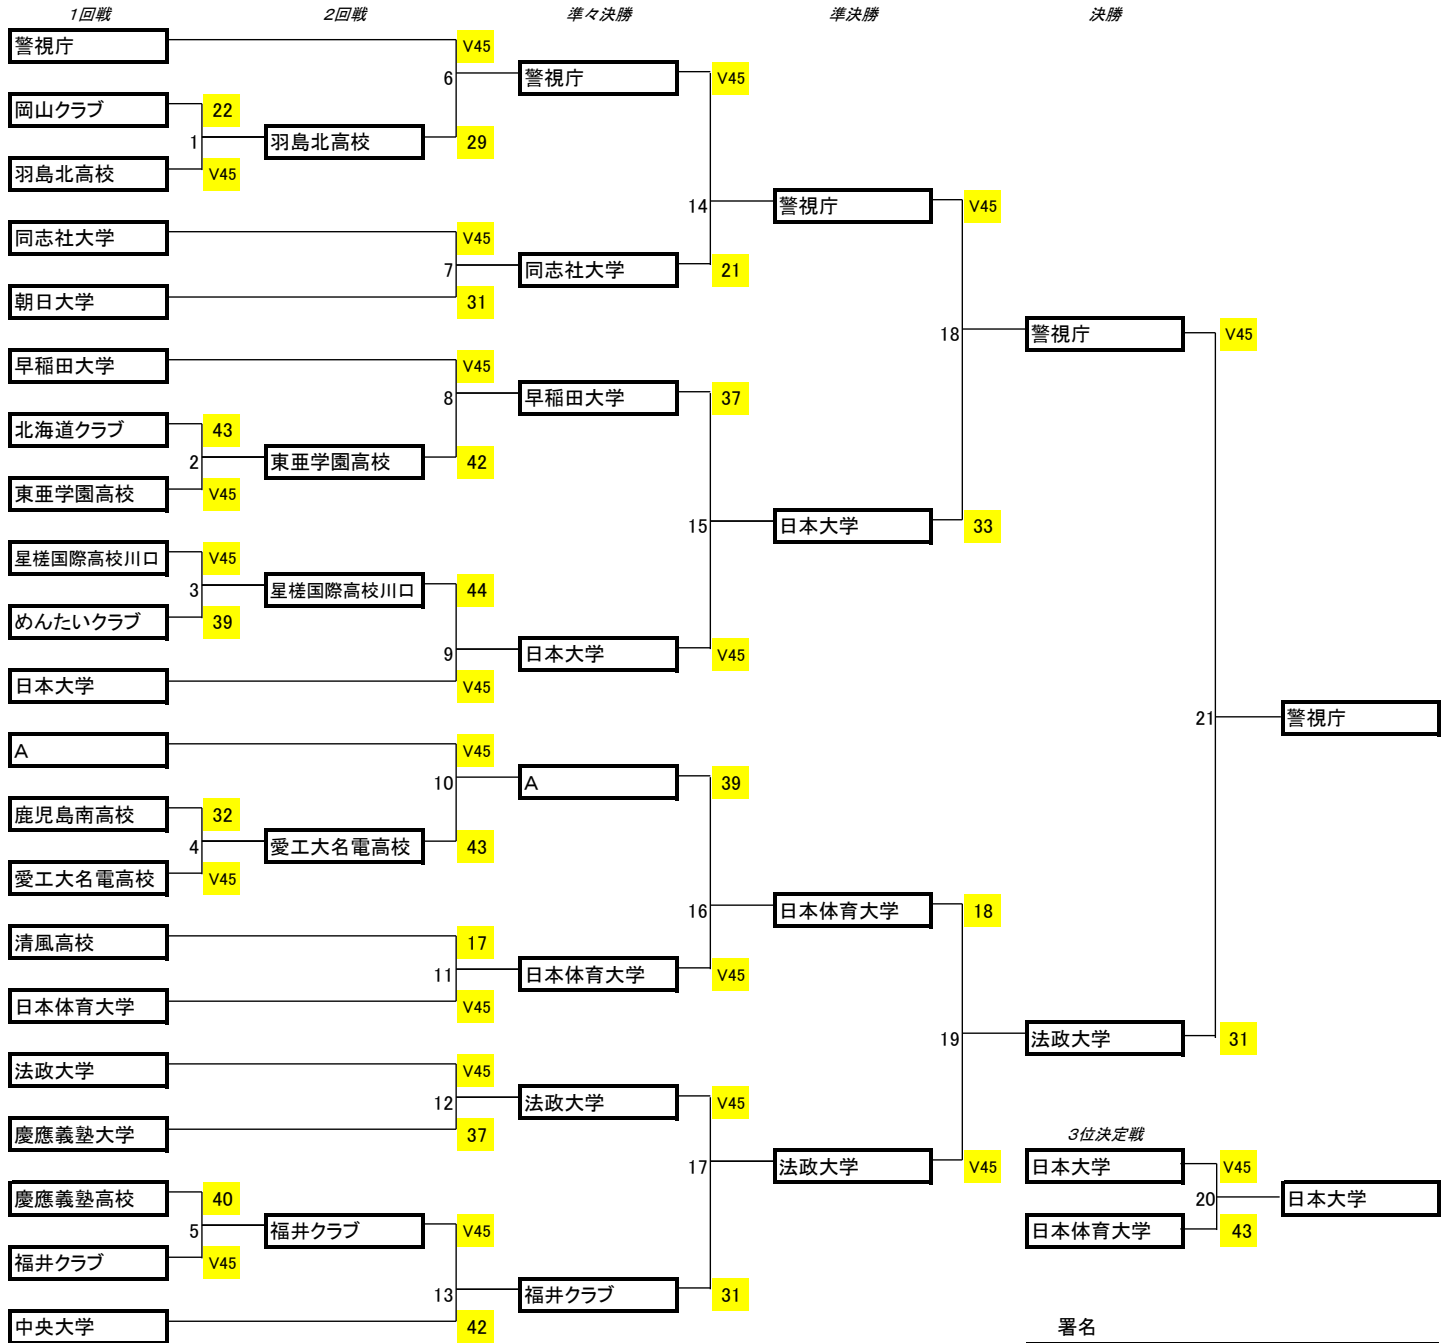 1回戦 2回戦 準々決勝 準決勝 決勝
警視庁 V45
6 警視庁 V45
岡山クラブ 22
1 羽島北高校 29
羽島北高校 V45
14 警視庁 V45
同志社大学 V45
7 同志社大学 21
朝日大学 31
18 警視庁 V45
早稲田大学 V45
8 早稲田大学 37
北海道クラブ 43
2 東亜学園高校 42
東亜学園高校 V45
15 日本大学 33
星槎国際高校川口 V45
3 星槎国際高校川口 44
めんたいクラブ 39
9 日本大学 V45
日本大学 V45
21 警視庁
A V45
10 A 39
鹿児島南高校 32
4 愛工大名電高校 43
愛工大名電高校 V45
16 日本体育大学 18
清風高校 17
11 日本体育大学 V45
日本体育大学 V45
19 法政大学 31
法政大学 V45
12 法政大学 V45
慶應義塾大学 37
3位決定戦
17 法政大学 V45
日本大学 V45
慶應義塾高校 40
20 日本大学
5 福井クラブ V45
日本体育大学 43
福井クラブ V45
13 福井クラブ 31
中央大学 42
署名